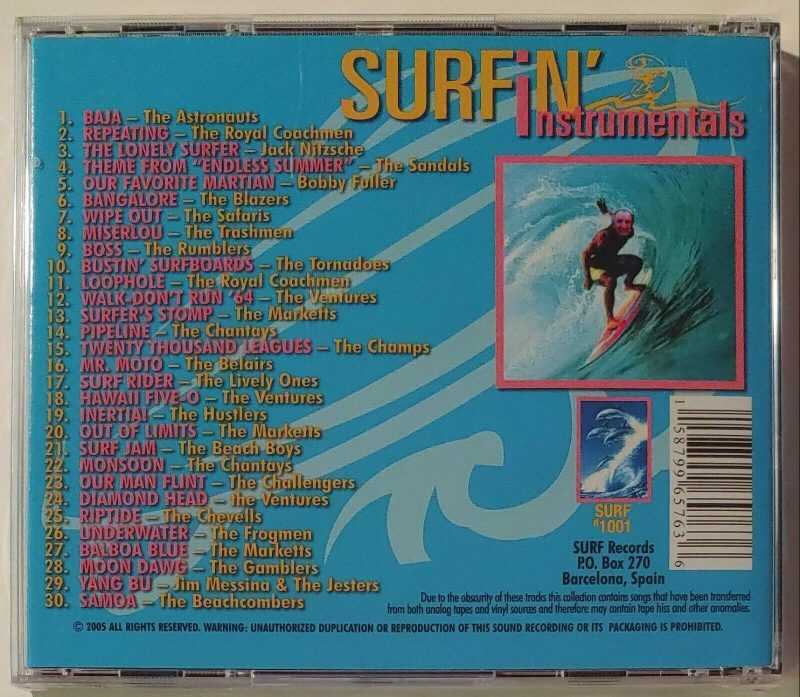 SURFiN'
instrumentals
1. BAJA – The Astronauts
2. REPEATING – The Royal Coachmen
3. THE LONELY SURFER – Jack Nitzsche
4. THEME FROM "ENDLESS SUMMER" – The Sandals
5. OUR FAVORITE MARTIAN – Bobby Fuller
6. BANGALORE – The Blazers
7. WIPE OUT – The Safaris
8. MISERLOU – The Trashmen
9. BOSS – The Rumblers
10. BUSTIN' SURFBOARDS – The Tornadoes
11. LOOPHOLE – The Royal Coachmen
12. WALK-DON'T RUN '64 – The Ventures
13. SURFER'S STOMP – The Marketts
14. PIPELINE – The Chantays
15. TWENTY THOUSAND LEAGUES – The Champs
16. MR. MOTO – The Belairs
17. SURF RIDER – The Lively Ones
18. HAWAII FIVE-O – The Ventures
19. INERTIAI – The Hustlers
20. OUT OF LIMITS – The Marketts
21. SURF JAM – The Beach Boys
22. MONSOON – The Chantays
23. OUR MAN FLINT – The Challengers
24. DIAMOND HEAD – the Ventures
25. RIPTIDE – The Chevells
26. UNDERWATER – The Frogmen
27. BALBOA BLUE – The Marketts
28. MOON DAWG – The Gamblers
29. YANG BU – Jim Messina & The Jesters
30. SAMOA – The Beachcombers
SURF
#1001
1 58799 65763 6
SURF Records
P.O. Box 270
Barcelona, Spain
Due to the obscurity of these tracks this collection contains songs that have been transferred
from both analog tapes and vinyl sources and therefore may contain tape hiss and other anomalies.
© 2005 ALL RIGHTS RESERVED. WARNING: UNAUTHORIZED DUPLICATION OR REPRODUCTION OF THIS SOUND RECORDING OR ITS PACKAGING IS PROHIBITED.